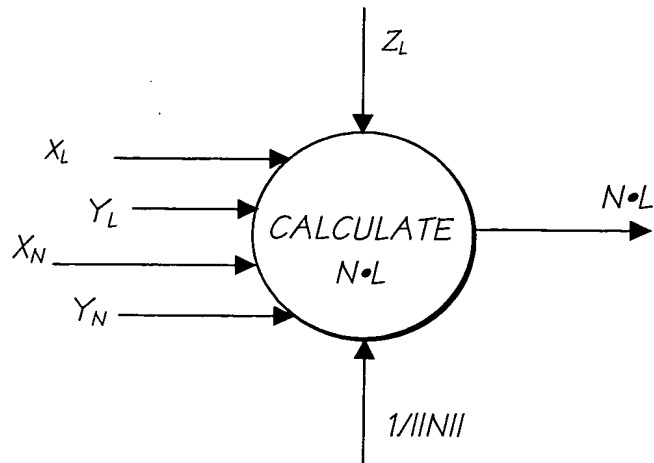 Z_L
X_L
Y_L
N•L
CALCULATE
N•L
X_N
Y_N
1/||N||